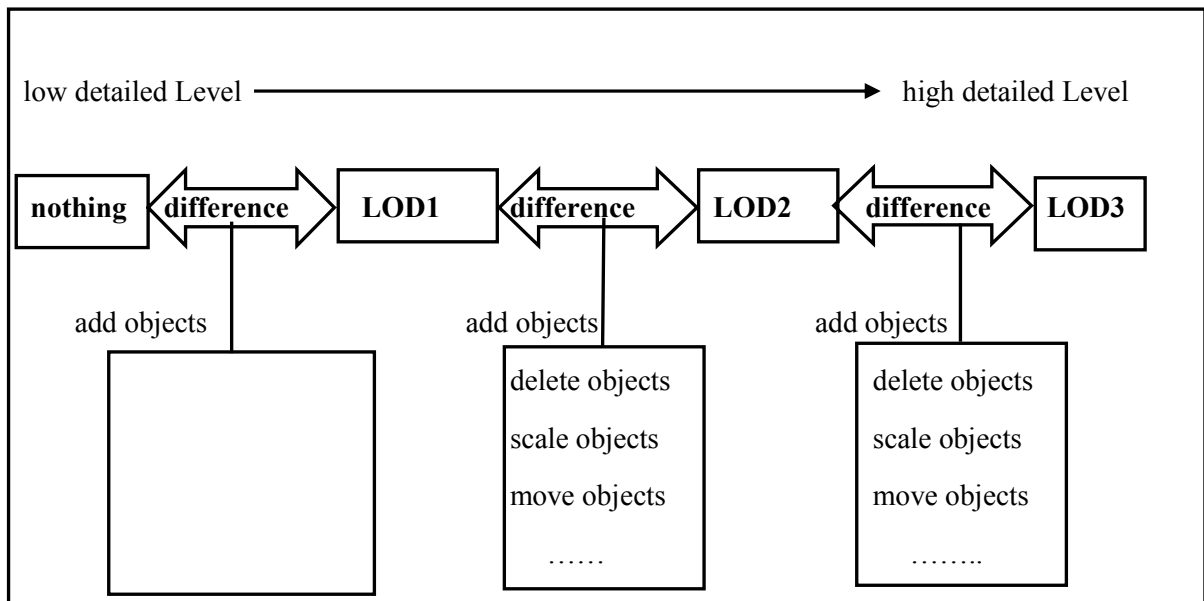 low detailed Level high detailed Level
nothing difference LOD1 difference LOD2 difference LOD3
add objects add objects add objects
delete objects delete objects
scale objects scale objects
move objects move objects
…… ……..